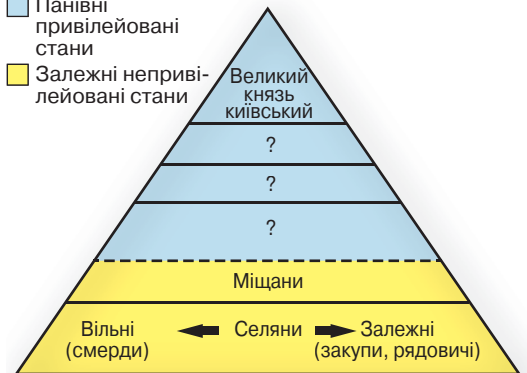 Панівні
привілейовані
стани
Залежні неприві-
лейовані стани
Великий
князь
київський
?
?
?
Міщани
Вільні
(смерди)
Селяни
Залежні
(закупи, рядовичі)